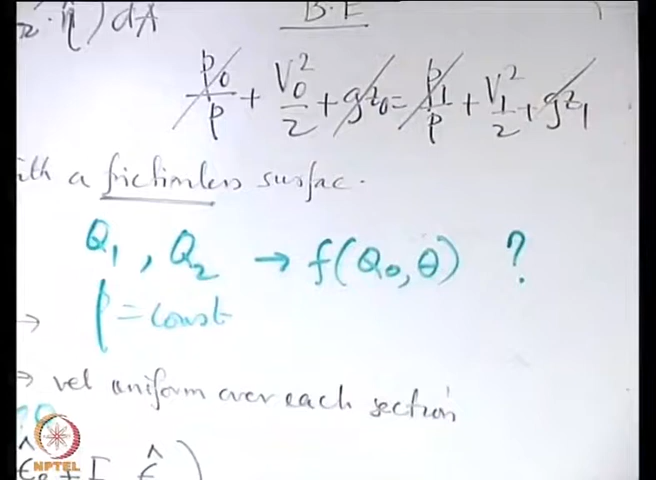 n̂) dA B.E
p₀/ρ + V₀²/2 + gz₀ = p₁/ρ + V₁²/2 + gz₁
ith a frictionless surfac.
Q₁, Q₂ → f(Q₀, θ) ?
→ ρ = const
→ vel uniform over each section
NPTEL